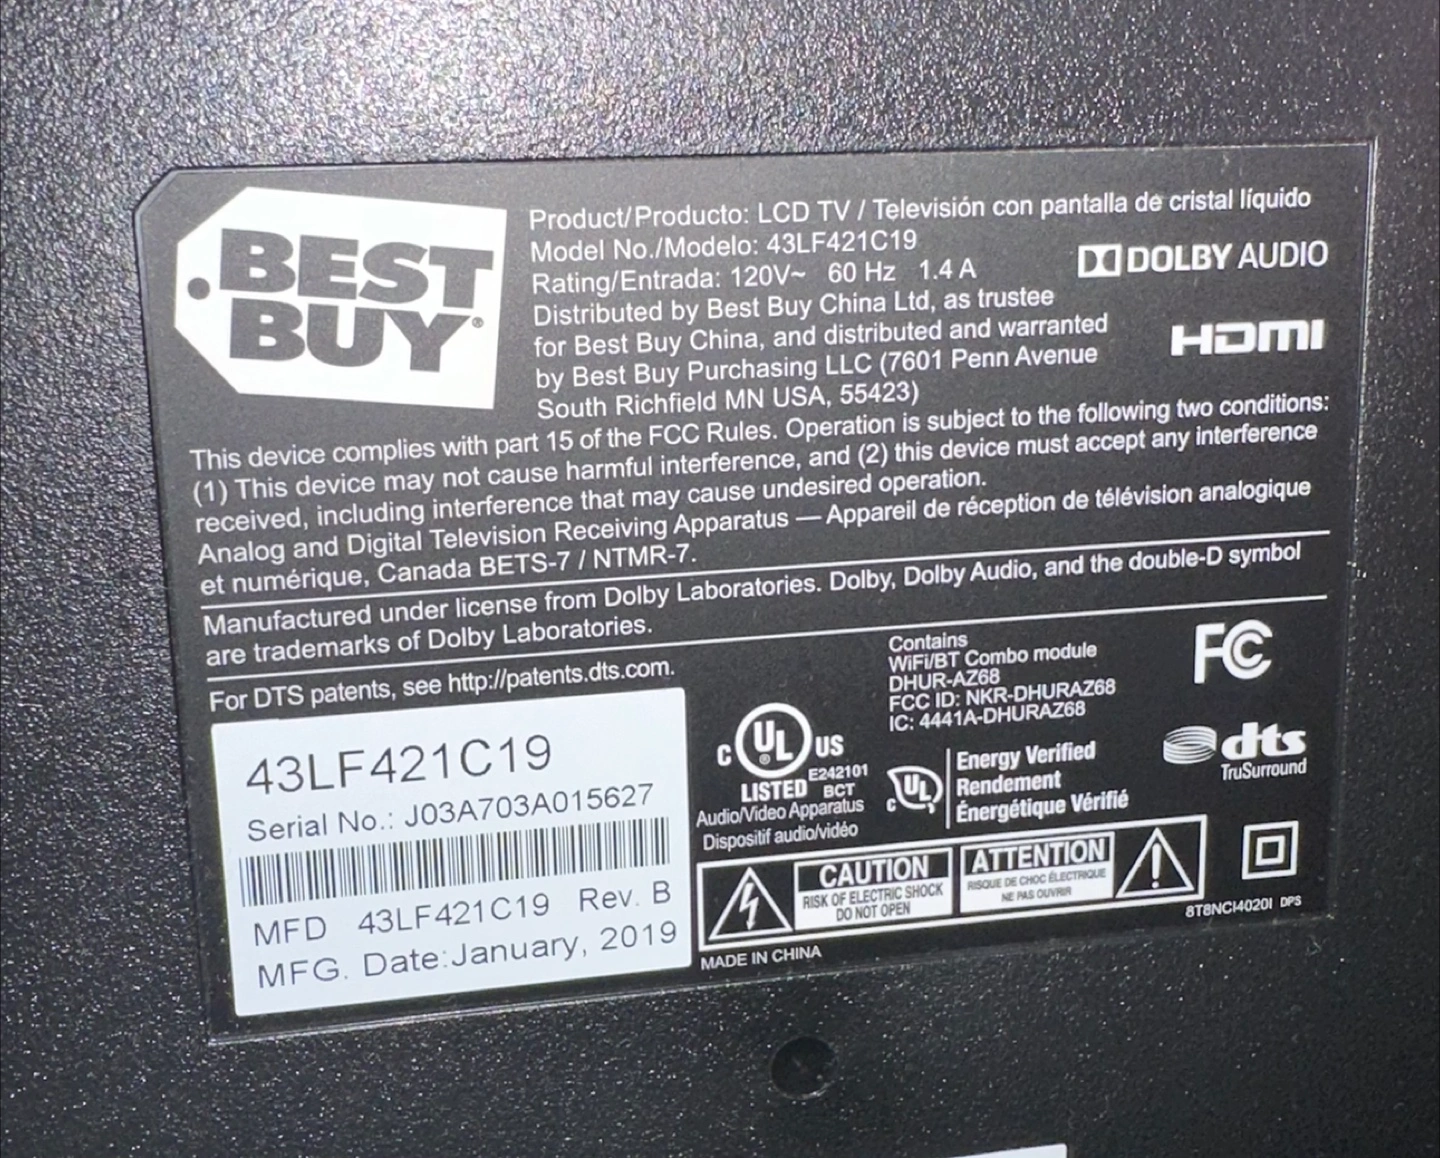 BEST
BUY®
Product/Producto: LCD TV / Televisión con pantalla de cristal líquido
Model No./Modelo: 43LF421C19
Rating/Entrada: 120V~ 60 Hz 1.4 A
Distributed by Best Buy China Ltd, as trustee
for Best Buy China, and distributed and warranted
by Best Buy Purchasing LLC (7601 Penn Avenue
South Richfield MN USA, 55423)
DOLBY AUDIO
HDMI
This device complies with part 15 of the FCC Rules. Operation is subject to the following two conditions:
(1) This device may not cause harmful interference, and (2) this device must accept any interference
received, including interference that may cause undesired operation.
Analog and Digital Television Receiving Apparatus — Appareil de réception de télévision analogique
et numérique, Canada BETS-7 / NTMR-7.
Manufactured under license from Dolby Laboratories. Dolby, Dolby Audio, and the double-D symbol
are trademarks of Dolby Laboratories.
For DTS patents, see http://patents.dts.com.
43LF421C19
Serial No.: J03A703A015627
MFD 43LF421C19 Rev. B
MFG. Date:January, 2019
C UL® US
LISTED E242101
BCT
Audio/Video Apparatus
Dispositif audio/vidéo
Contains
WiFi/BT Combo module
DHUR-AZ68
FCC ID: NKR-DHURAZ68
IC: 4441A-DHURAZ68
FC
C UL
Energy Verified
Rendement
Énergétique Vérifié
dts
TruSurround
CAUTION
RISK OF ELECTRIC SHOCK
DO NOT OPEN
ATTENTION
RISQUE DE CHOC ÉLECTRIQUE
NE PAS OUVRIR
MADE IN CHINA
8T8NCI4020I DPS